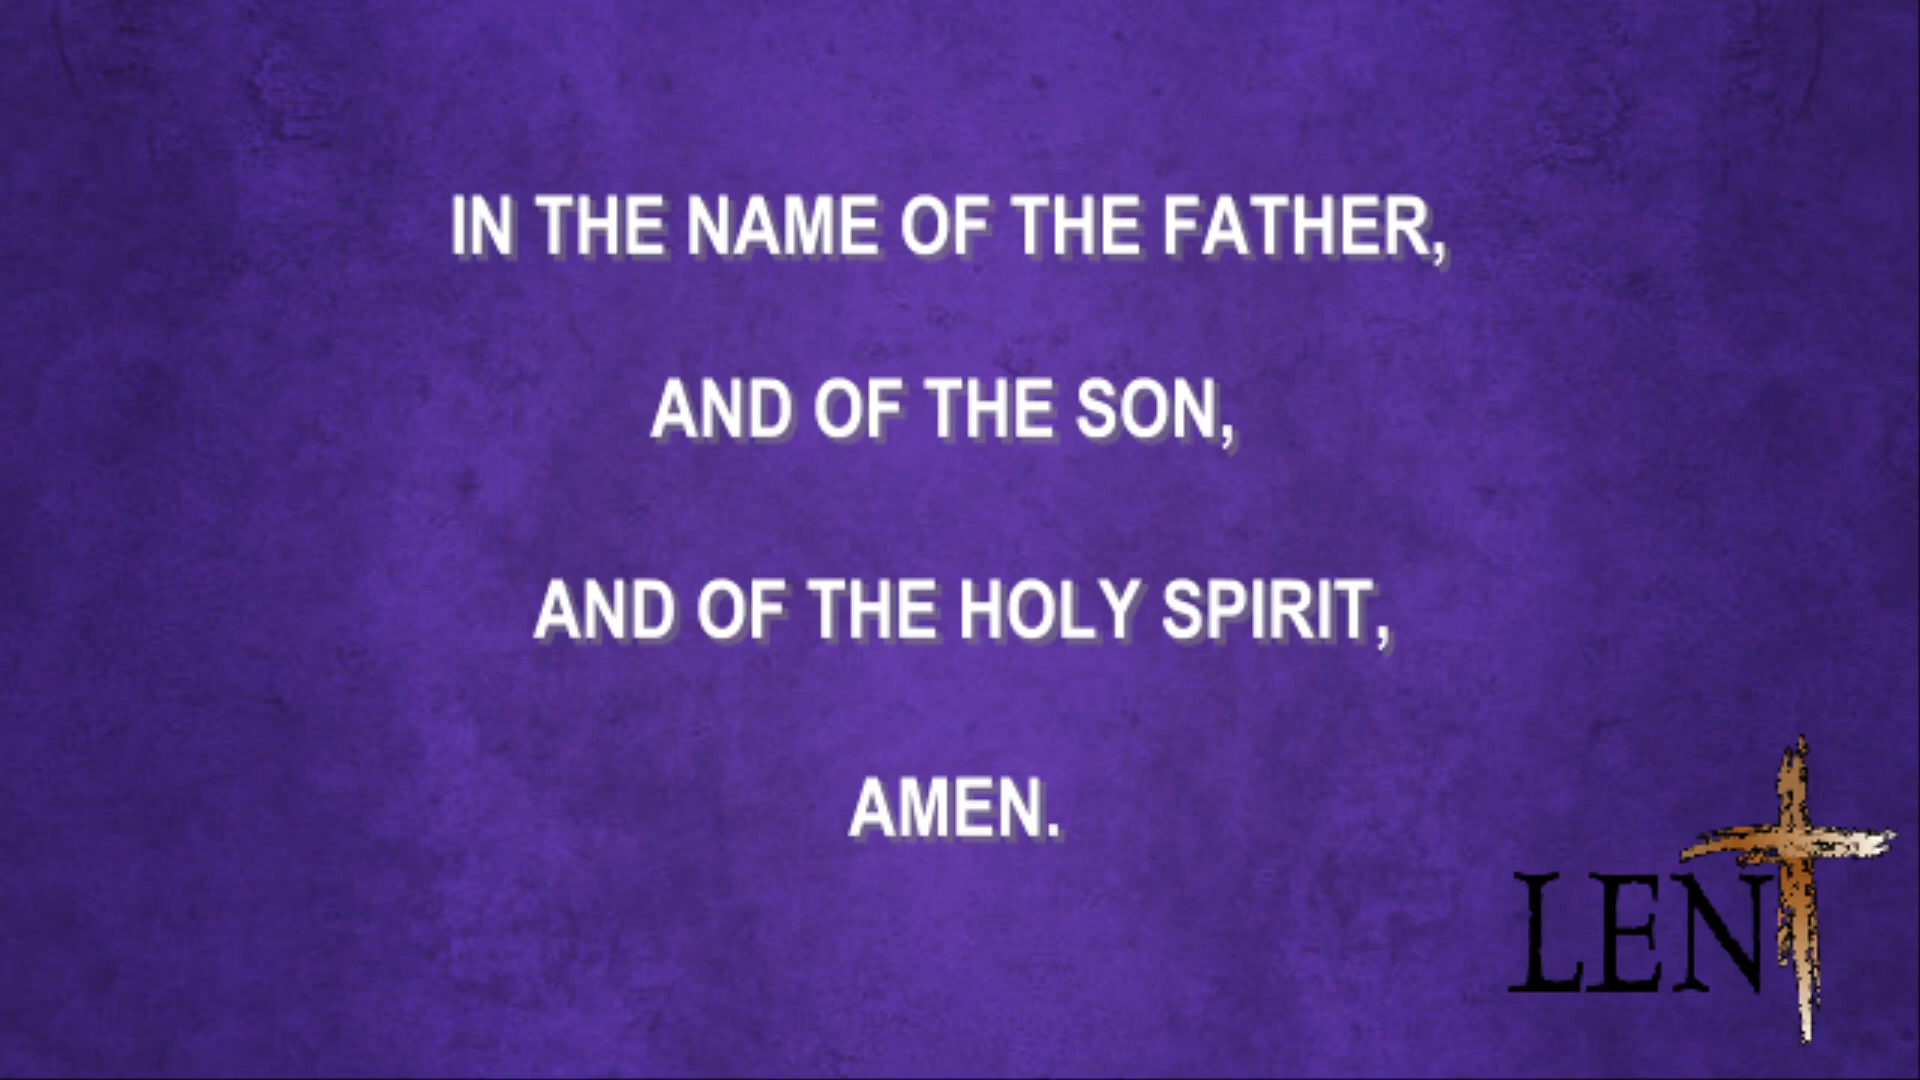 IN THE NAME OF THE FATHER,
AND OF THE SON,
AND OF THE HOLY SPIRIT,
AMEN.
LENT